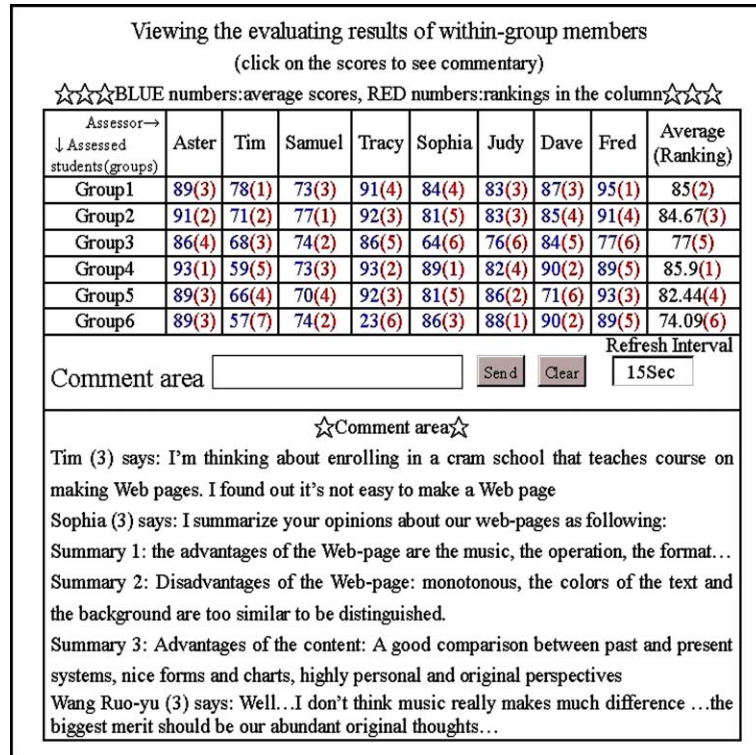 Viewing the evaluating results of within-group members
(click on the scores to see commentary)
☆☆☆BLUE numbers:average scores, RED numbers:rankings in the column☆☆☆
Assessor→
↓Assessed students(groups) Aster Tim Samuel Tracy Sophia Judy Dave Fred Average (Ranking)
Group1 89(3) 78(1) 73(3) 91(4) 84(4) 83(3) 87(3) 95(1) 85(2)
Group2 91(2) 71(2) 77(1) 92(3) 81(5) 83(3) 85(4) 91(4) 84.67(3)
Group3 86(4) 68(3) 74(2) 86(5) 64(6) 76(6) 84(5) 77(6) 77(5)
Group4 93(1) 59(5) 73(3) 93(2) 89(1) 82(4) 90(2) 89(5) 85.9(1)
Group5 89(3) 66(4) 70(4) 92(3) 81(5) 86(2) 71(6) 93(3) 82.44(4)
Group6 89(3) 57(7) 74(2) 23(6) 86(3) 88(1) 90(2) 89(5) 74.09(6)
Refresh Interval
Comment area Send Clear 15Sec
☆Comment area☆
Tim (3) says: I'm thinking about enrolling in a cram school that teaches course on
making Web pages. I found out it's not easy to make a Web page
Sophia (3) says: I summarize your opinions about our web-pages as following:
Summary 1: the advantages of the Web-page are the music, the operation, the format…
Summary 2: Disadvantages of the Web-page: monotonous, the colors of the text and
the background are too similar to be distinguished.
Summary 3: Advantages of the content: A good comparison between past and present
systems, nice forms and charts, highly personal and original perspectives
Wang Ruo-yu (3) says: Well…I don't think music really makes much difference …the
biggest merit should be our abundant original thoughts…